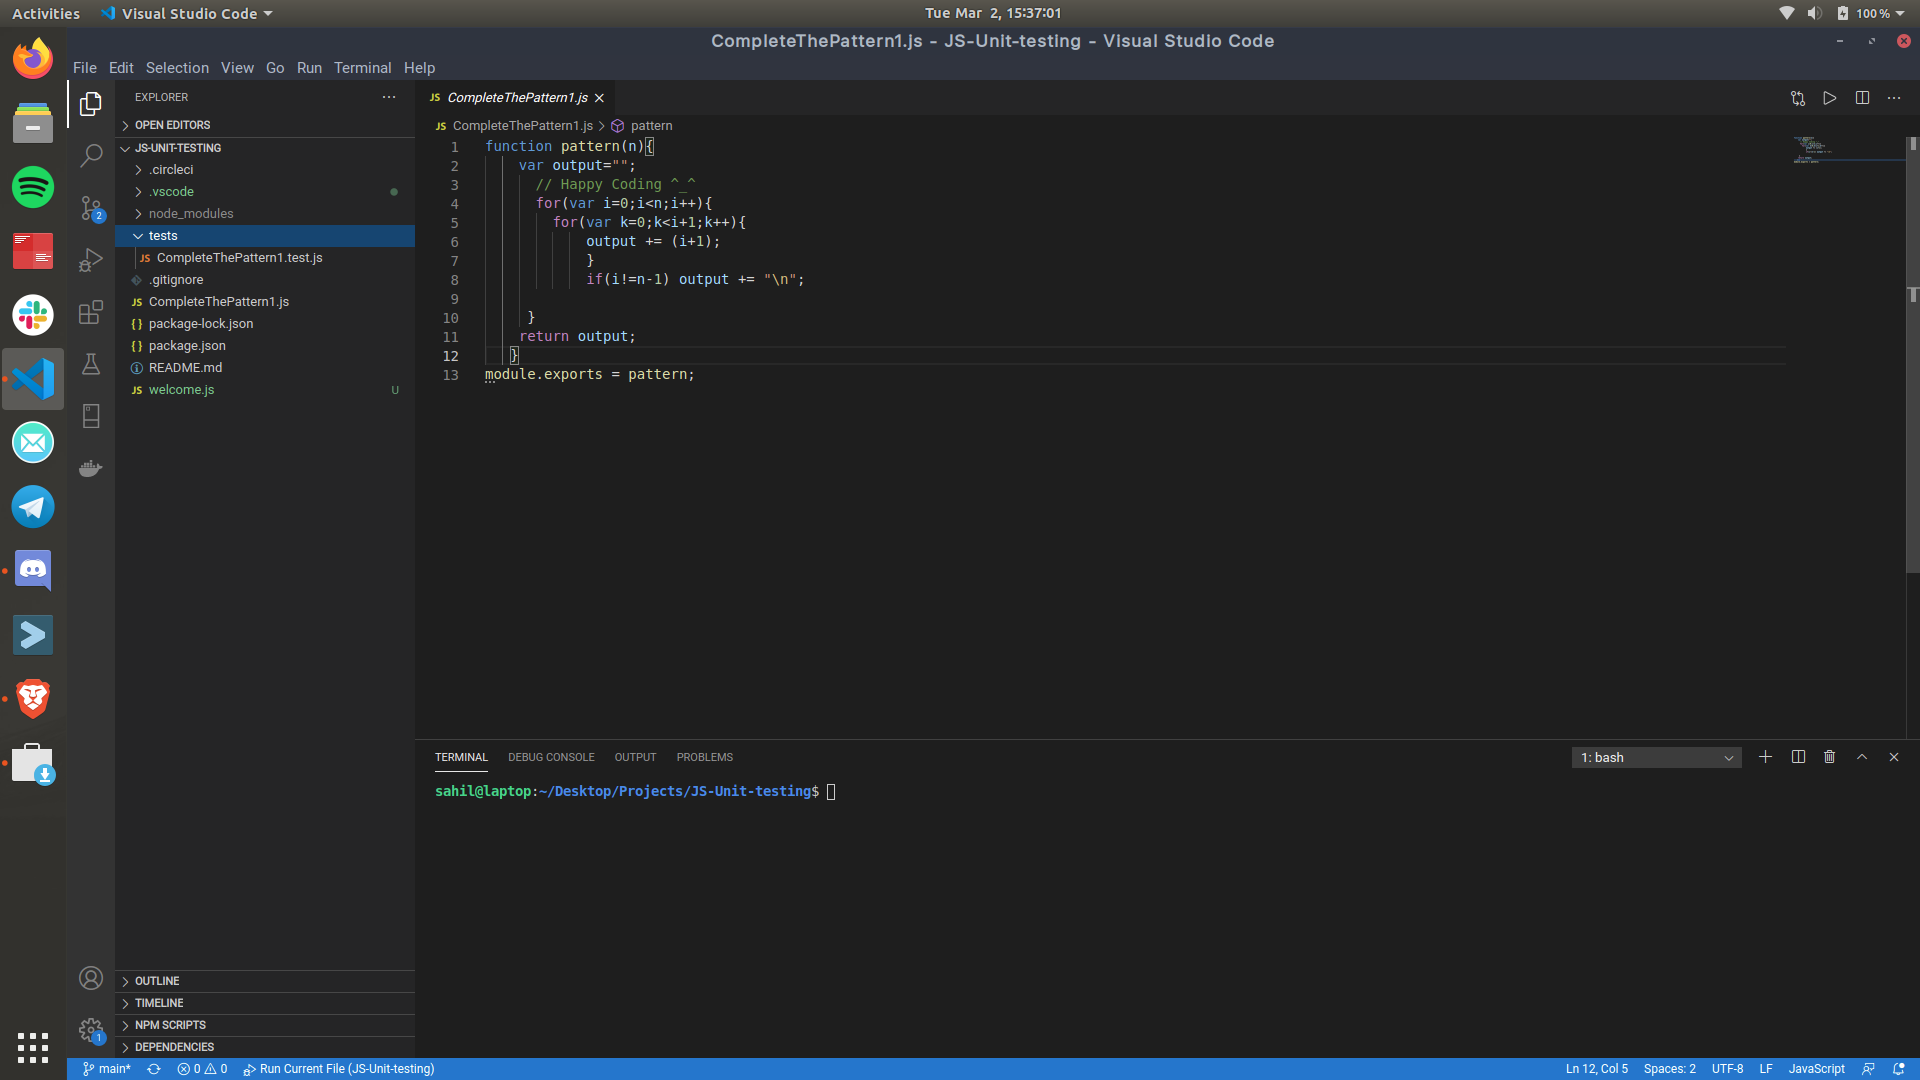 Activities Visual Studio Code Tue Mar 2, 15:37:01 100 %
CompleteThePattern1.js - JS-Unit-testing - Visual Studio Code
File Edit Selection View Go Run Terminal Help
EXPLORER
OPEN EDITORS
JS-UNIT-TESTING
.circleci
.vscode
node_modules
tests
JS CompleteThePattern1.test.js
.gitignore
JS CompleteThePattern1.js
{} package-lock.json
{} package.json
README.md
JS welcome.js U
2
OUTLINE
TIMELINE
NPM SCRIPTS
DEPENDENCIES
1
JS CompleteThePattern1.js
JS CompleteThePattern1.js > pattern
1 function pattern(n){
2 var output="";
3 // Happy Coding ^_^
4 for(var i=0;i<n;i++){
5 for(var k=0;k<i+1;k++){
6 output += (i+1);
7 }
8 if(i!=n-1) output += "\n";
9
10 }
11 return output;
12 }
13 module.exports = pattern;
TERMINAL DEBUG CONSOLE OUTPUT PROBLEMS 1: bash
sahil@laptop:~/Desktop/Projects/JS-Unit-testing$
main* 0 0 Run Current File (JS-Unit-testing) Ln 12, Col 5 Spaces: 2 UTF-8 LF JavaScript